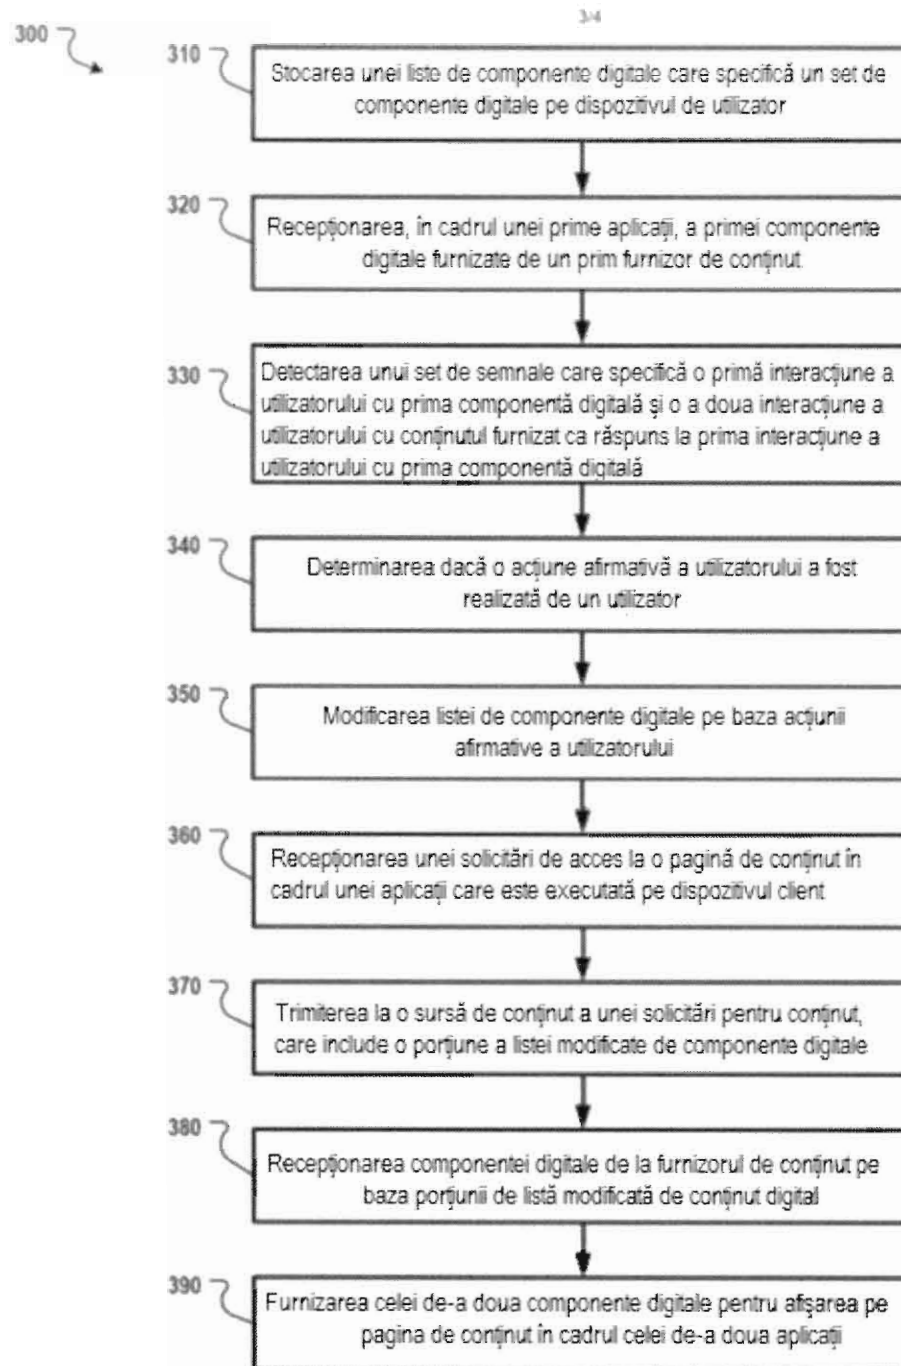 3/4
300
310
Stocarea unei liste de componente digitale care specifică un set de
componente digitale pe dispozitivul de utilizator
320
Recepționarea, în cadrul unei prime aplicații, a primei componente
digitale furnizate de un prim furnizor de conținut
330
Detectarea unui set de semnale care specifică o primă interacțiune a
utilizatorului cu prima componentă digitală și o a doua interacțiune a
utilizatorului cu conținutul furnizat ca răspuns la prima interacțiune a
utilizatorului cu prima componentă digitală
340
Determinarea dacă o acțiune afirmativă a utilizatorului a fost
realizată de un utilizator
350
Modificarea listei de componente digitale pe baza acțiunii
afirmative a utilizatorului
360
Recepționarea unei solicitări de acces la o pagină de conținut în
cadrul unei aplicații care este executată pe dispozitivul client
370
Trimiterea la o sursă de conținut a unei solicitări pentru conținut,
care include o porțiune a listei modificate de componente digitale
380
Recepționarea componentei digitale de la furnizorul de conținut pe
baza porțiunii de listă modificată de conținut digital
390
Furnizarea celei de-a doua componente digitale pentru afișarea pe
pagina de conținut în cadrul celei de-a doua aplicații